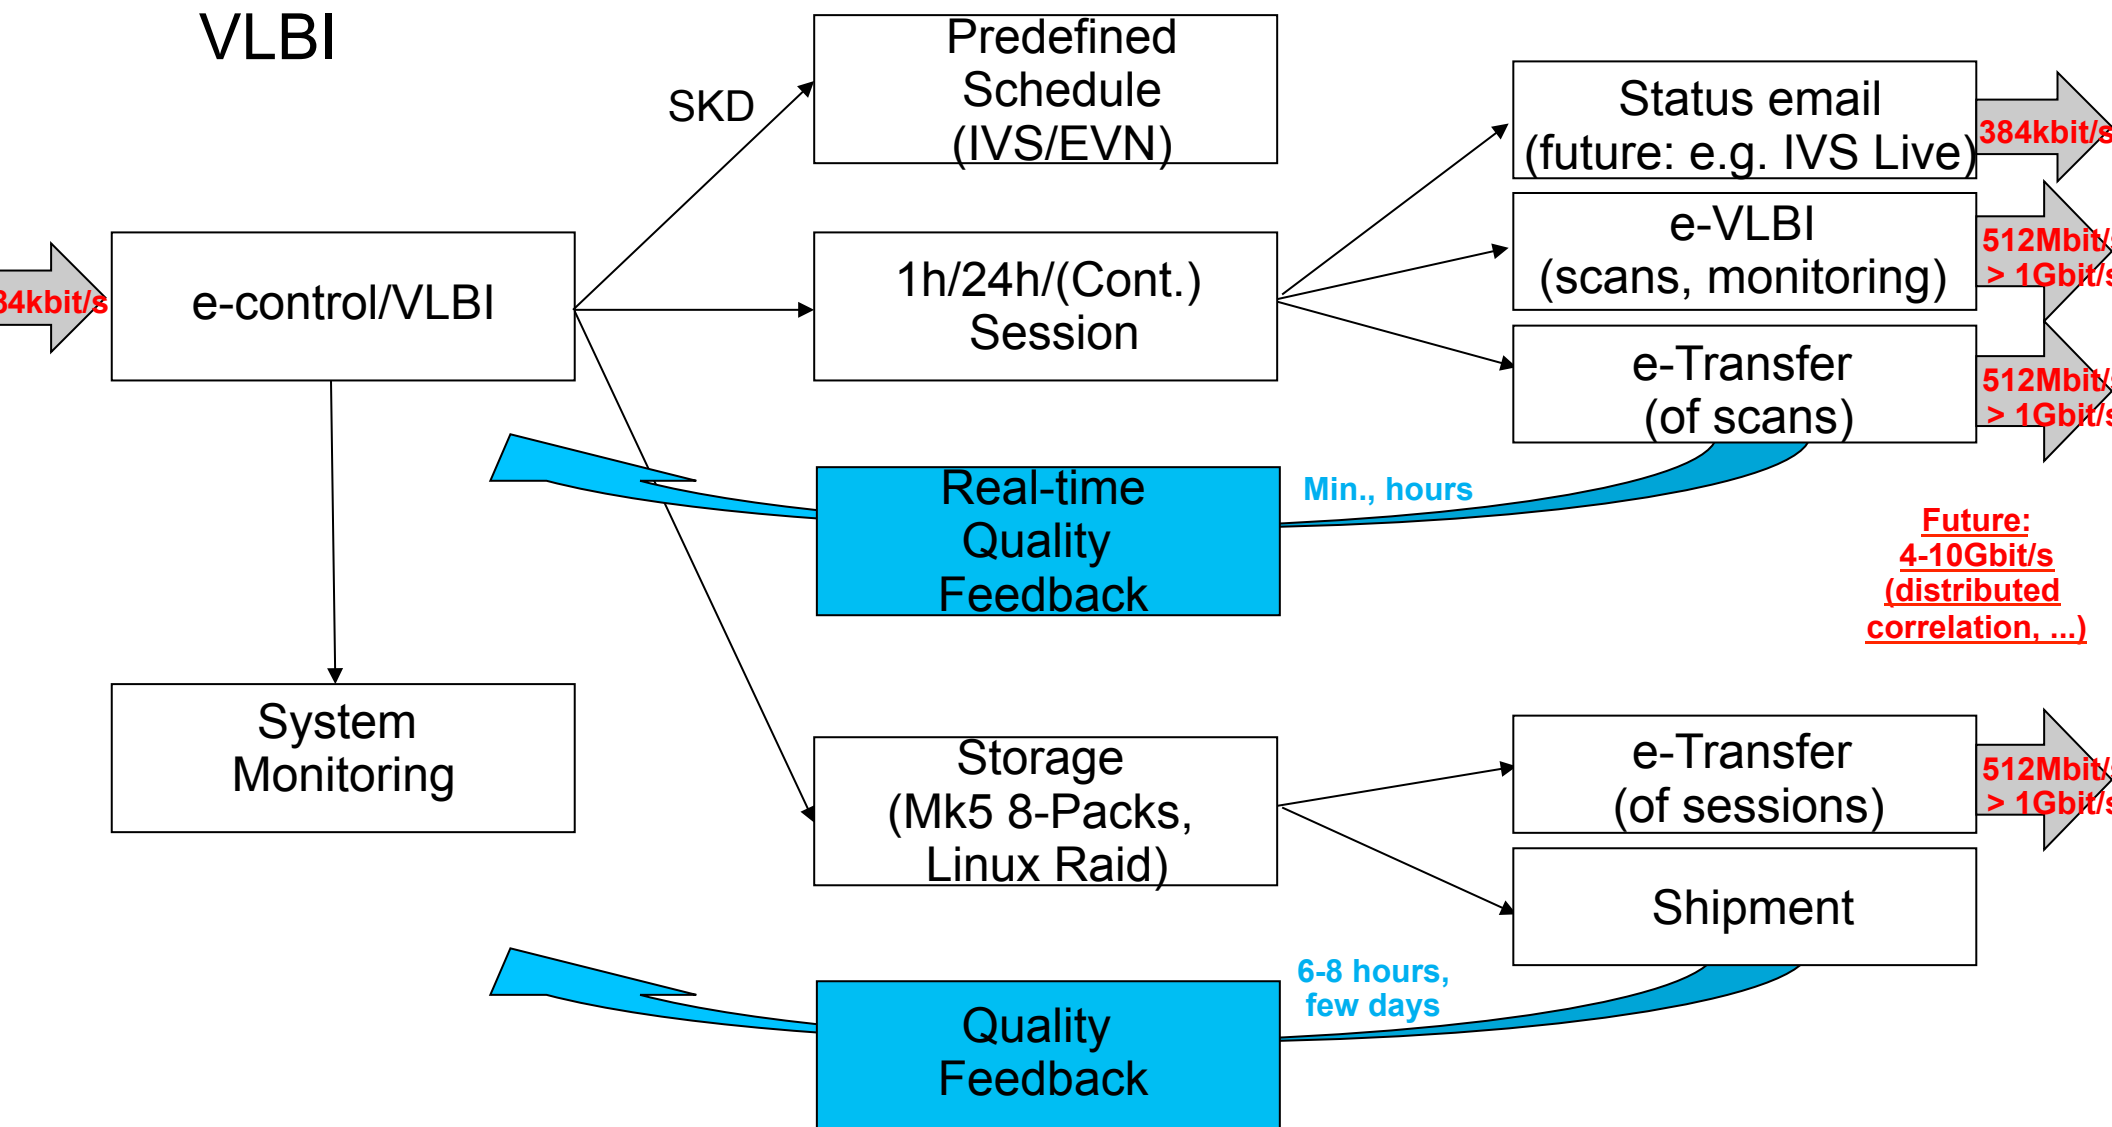 VLBI
SKD
Predefined
Schedule
(IVS/EVN)
Status email
(future: e.g. IVS Live)
384kbit/s
e-VLBI
(scans, monitoring)
512Mbit/s
> 1Gbit/s
84kbit/s
e-control/VLBI
1h/24h/(Cont.)
Session
e-Transfer
(of scans)
512Mbit/s
> 1Gbit/s
Real-time
Quality
Feedback
Min., hours
Future:
4-10Gbit/s
(distributed
correlation, ...)
System
Monitoring
Storage
(Mk5 8-Packs,
Linux Raid)
e-Transfer
(of sessions)
512Mbit/s
> 1Gbit/s
Shipment
6-8 hours,
few days
Quality
Feedback